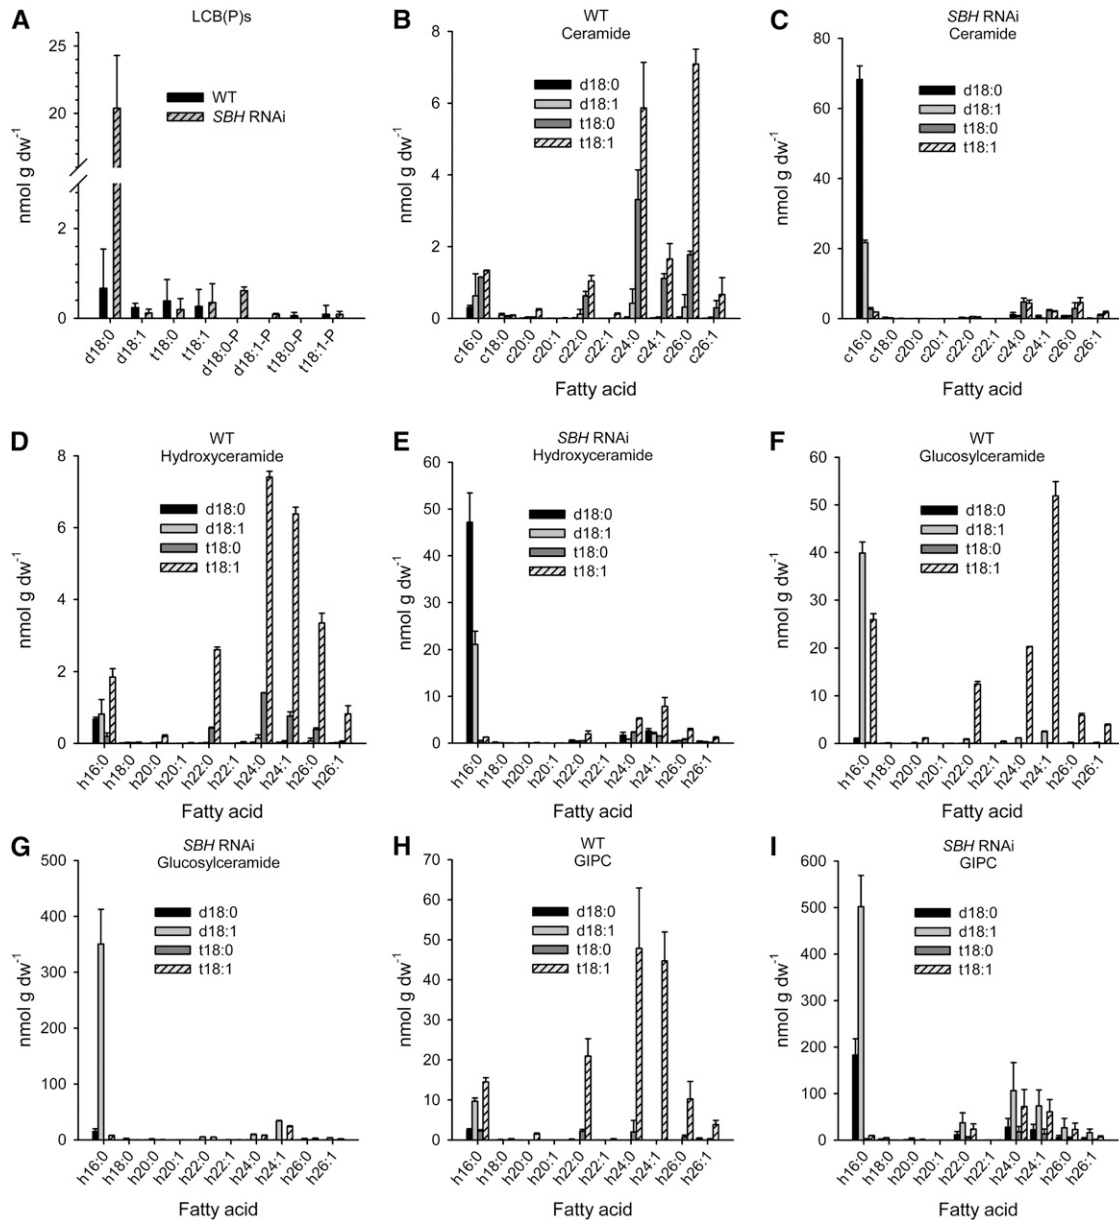 A
LCB(P)s
nmol g dw-1
26
24
22
20
2
0
WT
SBH RNAi
d18:0
d18:1
t18:0
t18:1
d18:0-P
d18:1-P
t18:0-P
t18:1-P
B
WT
Ceramide
nmol g dw-1
8
6
4
2
0
d18:0
d18:1
t18:0
t18:1
c16:0
c18:0
c20:0
c20:1
c22:0
c22:1
c24:0
c24:1
c26:0
c26:1
Fatty acid
C
SBH RNAi
Ceramide
nmol g dw-1
80
60
40
20
0
d18:0
d18:1
t18:0
t18:1
c16:0
c18:0
c20:0
c20:1
c22:0
c22:1
c24:0
c24:1
c26:0
c26:1
Fatty acid
D
WT
Hydroxyceramide
nmol g dw-1
8
6
4
2
0
d18:0
d18:1
t18:0
t18:1
h16:0
h18:0
h20:0
h20:1
h22:0
h22:1
h24:0
h24:1
h26:0
h26:1
Fatty acid
E
SBH RNAi
Hydroxyceramide
nmol g dw-1
60
50
40
30
20
10
0
d18:0
d18:1
t18:0
t18:1
h16:0
h18:0
h20:0
h20:1
h22:0
h22:1
h24:0
h24:1
h26:0
h26:1
Fatty acid
F
WT
Glucosylceramide
nmol g dw-1
60
50
40
30
20
10
0
d18:0
d18:1
t18:0
t18:1
h16:0
h18:0
h20:0
h20:1
h22:0
h22:1
h24:0
h24:1
h26:0
h26:1
Fatty acid
G
SBH RNAi
Glucosylceramide
nmol g dw-1
500
400
300
200
100
0
d18:0
d18:1
t18:0
t18:1
h16:0
h18:0
h20:0
h20:1
h22:0
h22:1
h24:0
h24:1
h26:0
h26:1
Fatty acid
H
WT
GIPC
nmol g dw-1
70
60
50
40
30
20
10
0
d18:0
d18:1
t18:0
t18:1
h16:0
h18:0
h20:0
h20:1
h22:0
h22:1
h24:0
h24:1
h26:0
h26:1
Fatty acid
I
SBH RNAi
GIPC
nmol g dw-1
600
500
400
300
200
100
0
d18:0
d18:1
t18:0
t18:1
h16:0
h18:0
h20:0
h20:1
h22:0
h22:1
h24:0
h24:1
h26:0
h26:1
Fatty acid